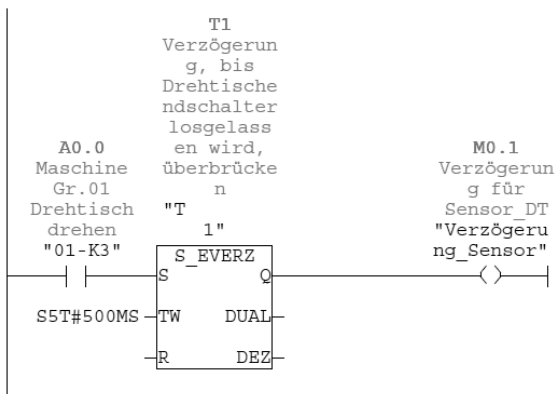 T1
Verzögerun
g, bis
Drehtische
ndschalter
losgelass
en wird,
überbrücke
n
"T
1"
A0.0
Maschine
Gr.01
Drehtisch
drehen
"01-K3"
M0.1
Verzögerun
g für
Sensor_DT
"Verzögeru
ng_Sensor"
S_EVERZ
S
Q
S5T#500MS
TW
DUAL
R
DEZ